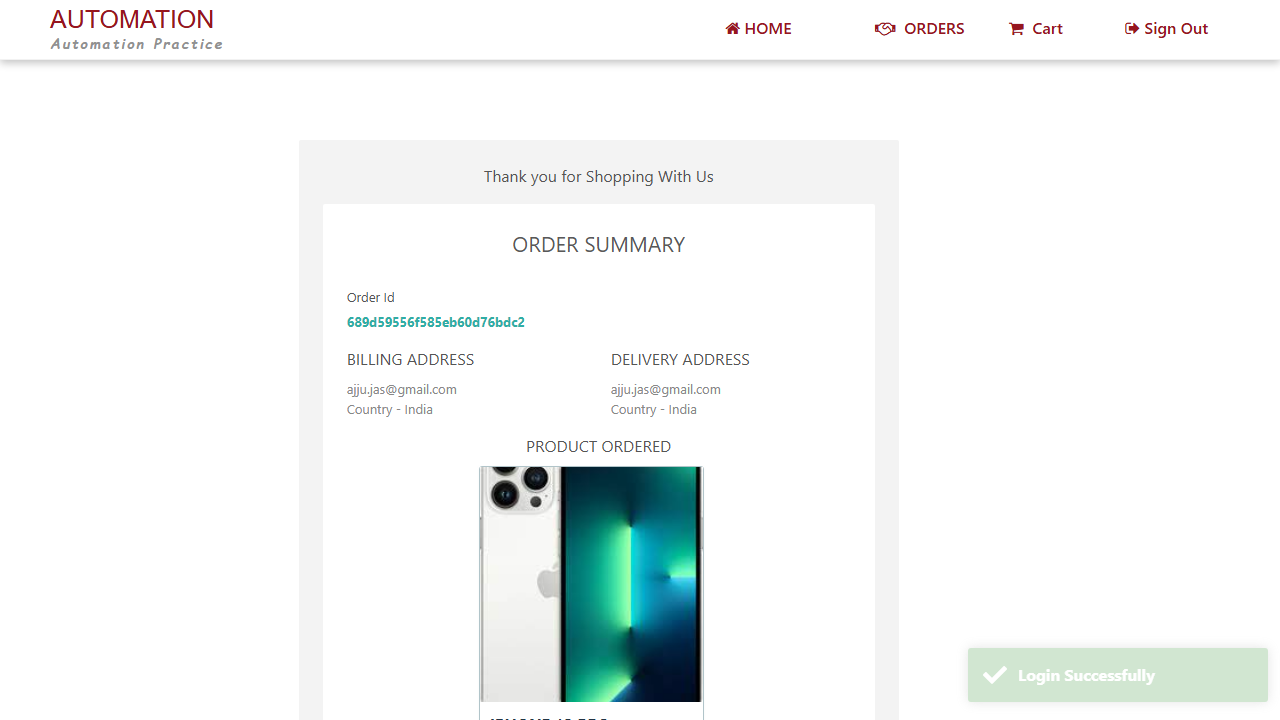 AUTOMATION
Automation Practice
HOME
ORDERS
Cart
Sign Out
Thank you for Shopping With Us
ORDER SUMMARY
Order Id
689d59556f585eb60d76bdc2
BILLING ADDRESS
DELIVERY ADDRESS
ajju.jas@gmail.com
ajju.jas@gmail.com
Country - India
Country - India
PRODUCT ORDERED
Login Successfully